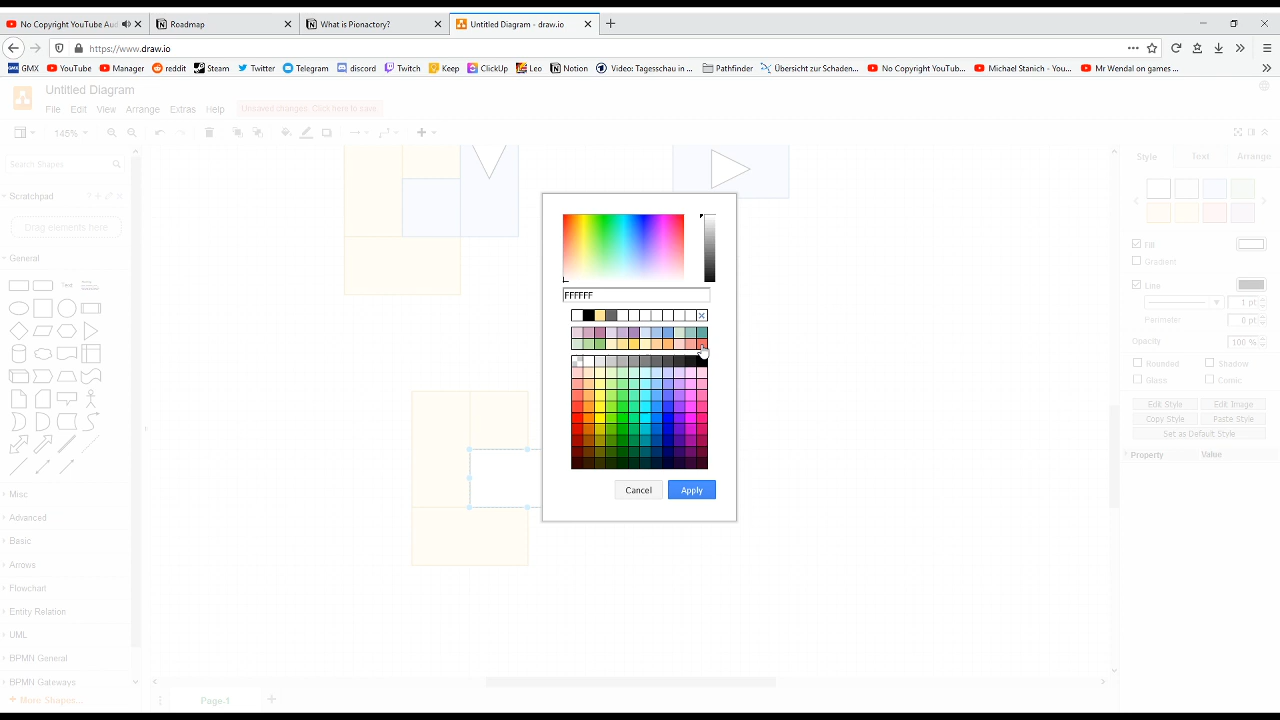 No Copyright YouTube Aud
Roadmap
What is Pionactory?
Untitled Diagram - draw.io
https://www.draw.io
GMX
YouTube
Manager
reddit
Steam
Twitter
Telegram
discord
Twitch
Keep
ClickUp
Notion
Video: Tagesschau in ...
Pathfinder
Übersicht zur Schaden...
No Copyright YouTub...
Michael Stanich - You...
Mr Wendal on games...
Untitled Diagram
File Edit View Arrange Extras Help
Unsaved changes. Click here to save.
145%
Search Shapes
Scratchpad
Drag elements here
General
Text
Misc
Advanced
Basic
Arrows
Flowchart
Entity Relation
UML
BPMN General
BPMN Gateways
+ More Shapes...
FFFFFF
Cancel
Apply
Style Text Arrange
Fill
Gradient
Line
1 pt
Perimeter 0 pt
Opacity 100 %
Rounded Shadow
Glass Comic
Edit Style Edit Image
Copy Style Paste Style
Set as Default Style
Property Value
Page-1